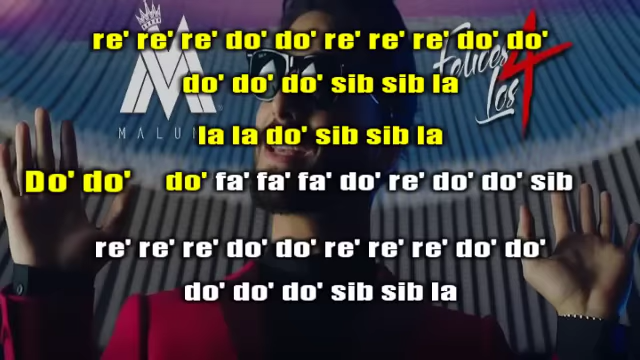 re' re' re' do' do' re' re' re' do' do'
Felices
4
do' do' do' sib sib la
Los
MALU
la la do' sib sib la
Do' do' do' fa' fa' fa' do' re' do' do' sib
re' re' re' do' do' re' re' re' do' do'
do' do' do' sib sib la